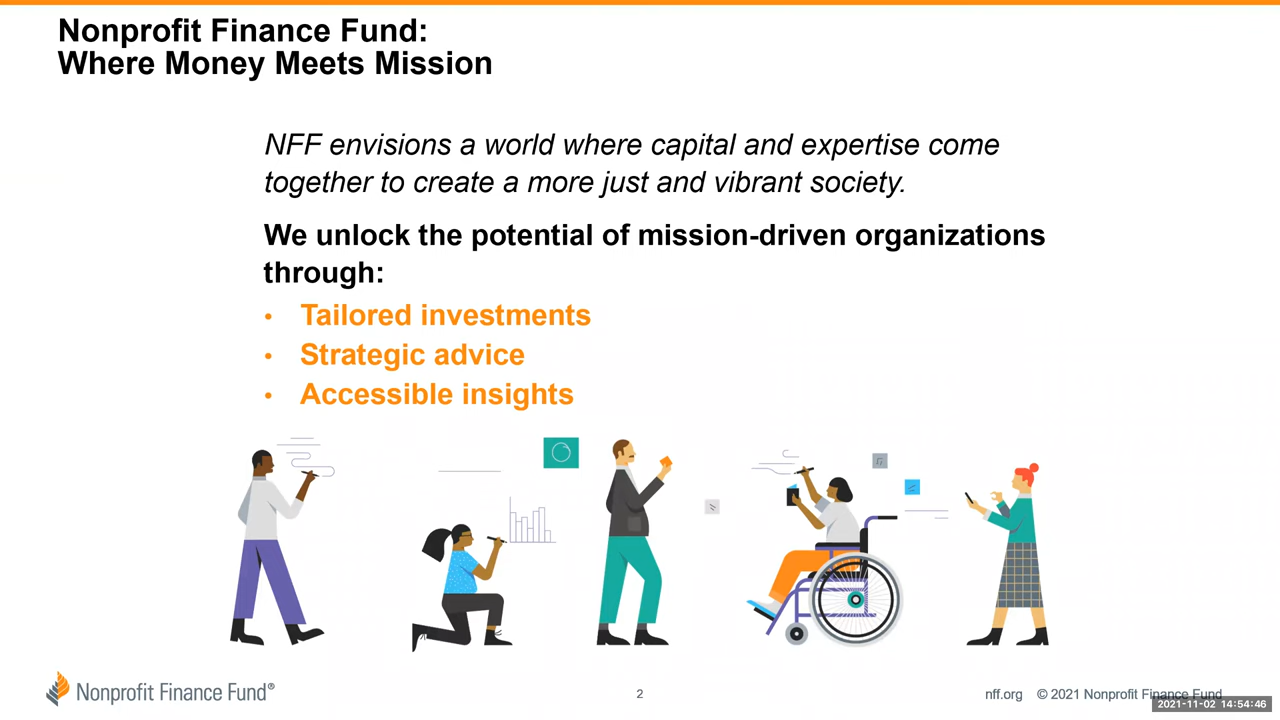 Nonprofit Finance Fund:
Where Money Meets Mission
NFF envisions a world where capital and expertise come
together to create a more just and vibrant society.
We unlock the potential of mission-driven organizations
through:
• Tailored investments
• Strategic advice
• Accessible insights
Nonprofit Finance Fund®
2
nff.org © 2021 Nonprofit Finance Fund
2021-11-02 14:54:46